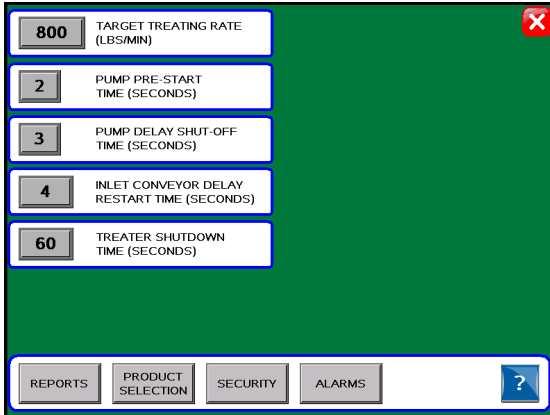 800
TARGET TREATING RATE
(LBS/MIN)
2
PUMP PRE-START
TIME (SECONDS)
3
PUMP DELAY SHUT-OFF
TIME (SECONDS)
4
INLET CONVEYOR DELAY
RESTART TIME (SECONDS)
60
TREATER SHUTDOWN
TIME (SECONDS)
REPORTS
PRODUCT
SELECTION
SECURITY
ALARMS
?